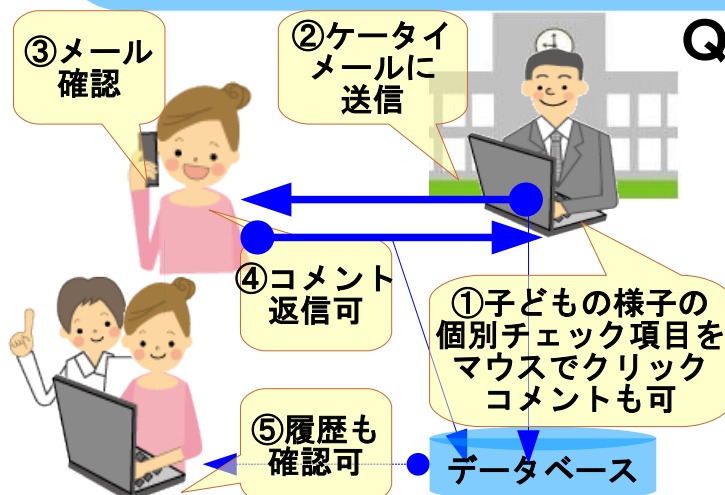 ③メール
確認
②ケータイ
メールに
送信
Q
④コメント
返信可
①子どもの様子の
個別チェック項目を
マウスでクリック
コメントも可
⑤履歴も
確認可
データベース